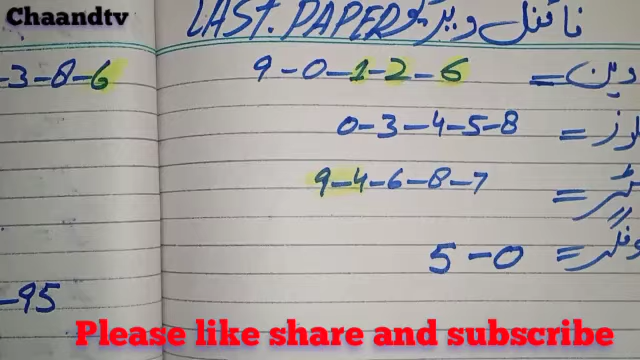 Chaandtv
LAST. PAPER فائنل
-3-8-6
9-0-1-2-6 =
0-3-4-5-8 =
9-4-6-8-7 =
5-0 =
-95
Please like share and subscribe